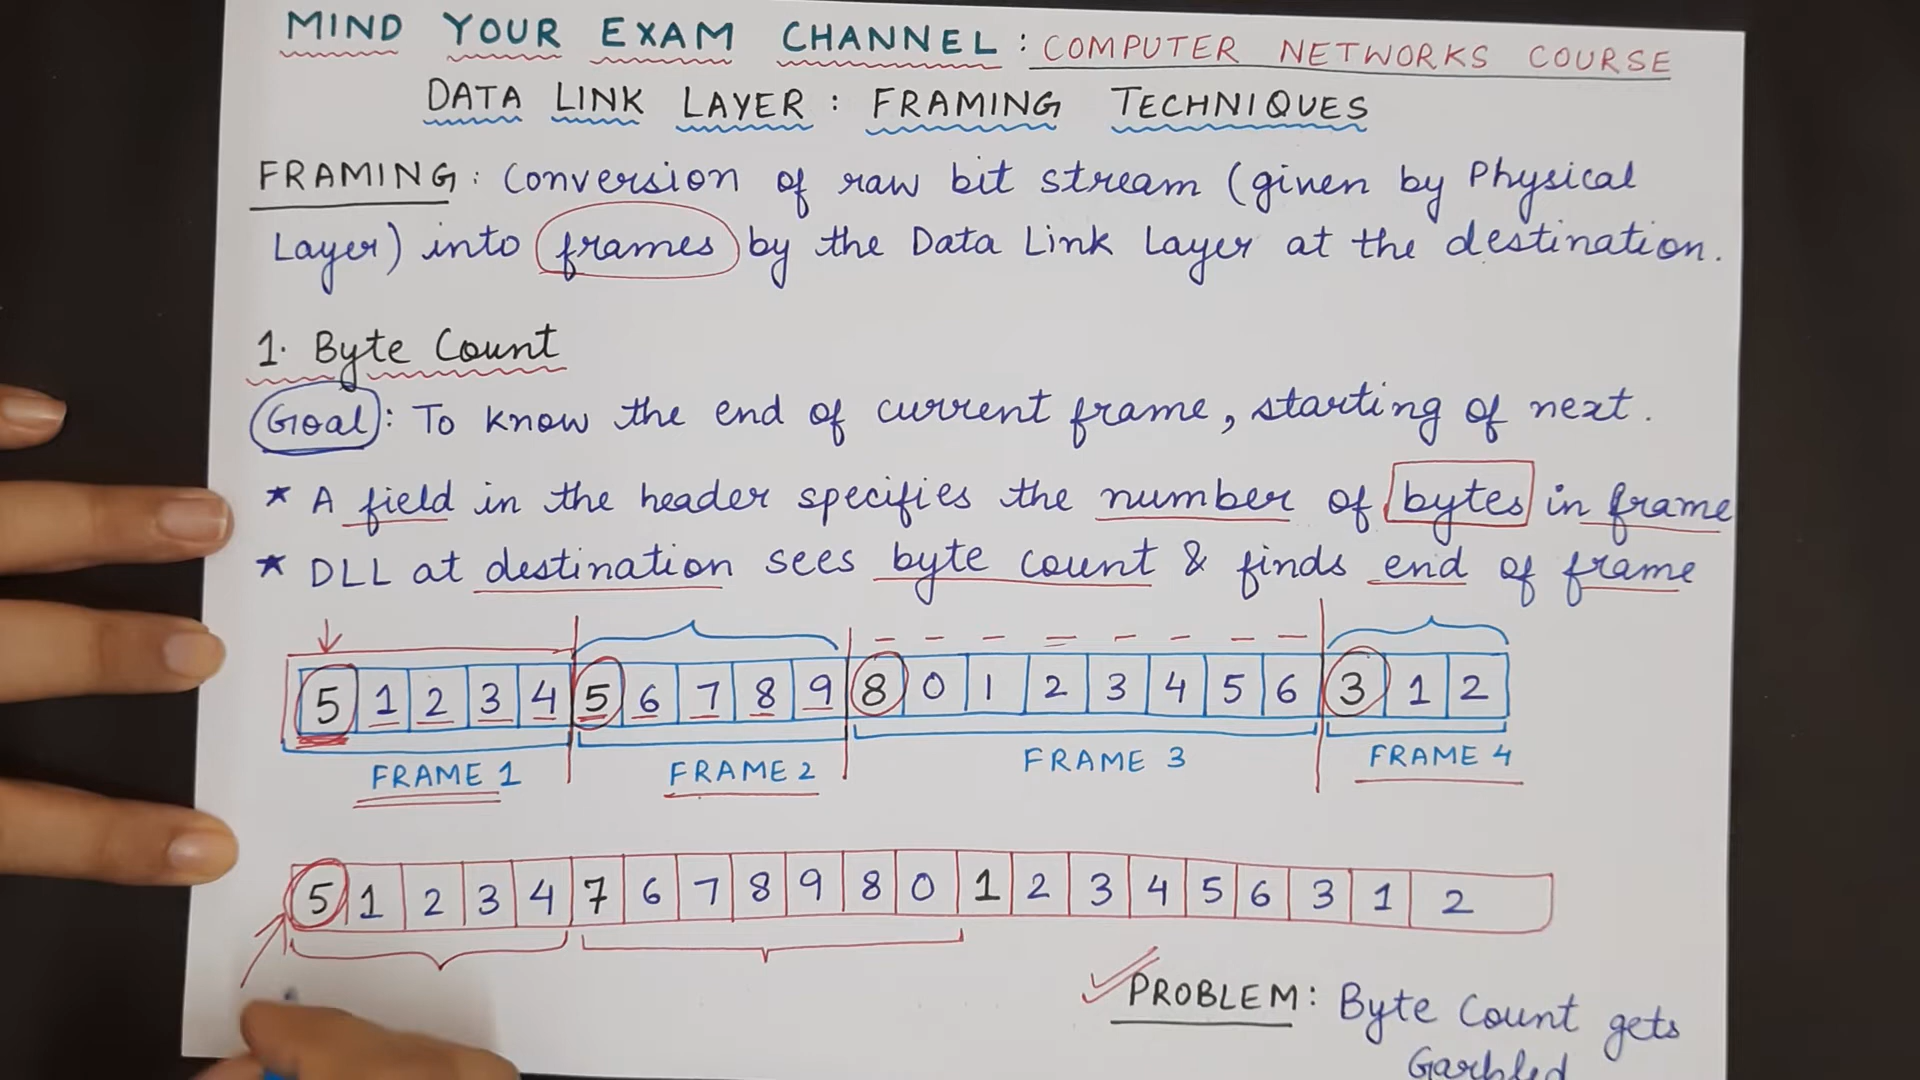 MIND YOUR EXAM CHANNEL : COMPUTER NETWORKS COURSE
DATA LINK LAYER : FRAMING TECHNIQUES
FRAMING : Conversion of raw bit stream (given by Physical
Layer) into frames by the Data Link Layer at the destination.
1. Byte Count
Goal : To know the end of current frame, starting of next.
* A field in the header specifies the number of bytes in frame
* DLL at destination sees byte count & finds end of frame
5 1 2 3 4 5 6 7 8 9 8 0 1 2 3 4 5 6 3 1 2
FRAME 1 FRAME 2 FRAME 3 FRAME 4
5 1 2 3 4 7 6 7 8 9 8 0 1 2 3 4 5 6 3 1 2
PROBLEM : Byte Count gets
Garbled